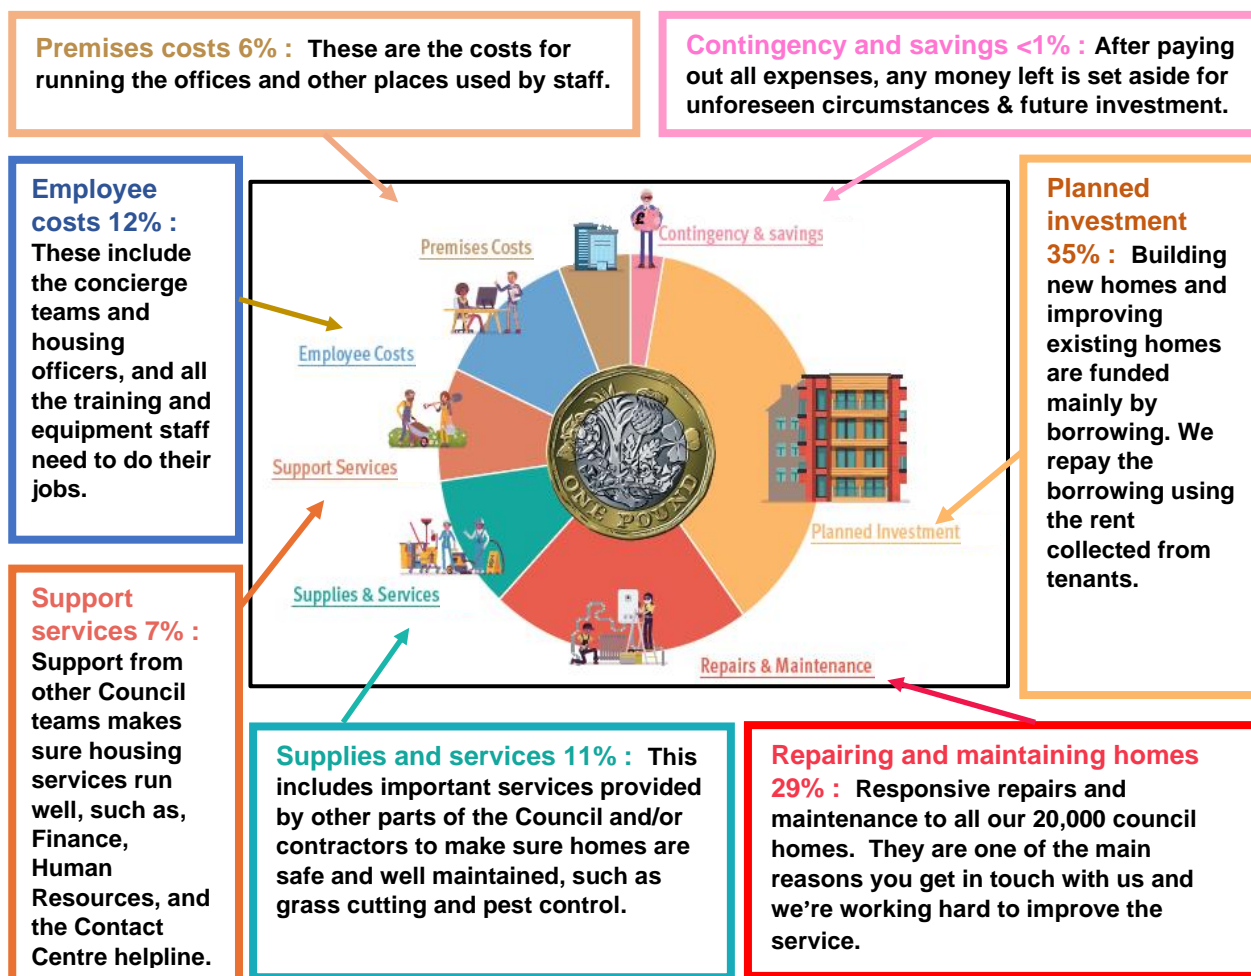 Premises costs 6% : These are the costs for
running the offices and other places used by staff.
Contingency and savings <1% : After paying
out all expenses, any money left is set aside for
unforeseen circumstances & future investment.
Employee
costs 12% :
These include
the concierge
teams and
housing
officers, and all
the training and
equipment staff
need to do their
jobs.
Premises Costs
£
Contingency & savings
Employee Costs
Support Services
Supplies & Services
ONE POUND
Planned Investment
Repairs & Maintenance
Planned
investment
35% : Building
new homes and
improving
existing homes
are funded
mainly by
borrowing. We
repay the
borrowing using
the rent
collected from
tenants.
Support
services 7% :
Support from
other Council
teams makes
sure housing
services run
well, such as,
Finance,
Human
Resources, and
the Contact
Centre helpline.
Supplies and services 11% : This
includes important services provided
by other parts of the Council and/or
contractors to make sure homes are
safe and well maintained, such as
grass cutting and pest control.
Repairing and maintaining homes
29% : Responsive repairs and
maintenance to all our 20,000 council
homes. They are one of the main
reasons you get in touch with us and
we're working hard to improve the
service.